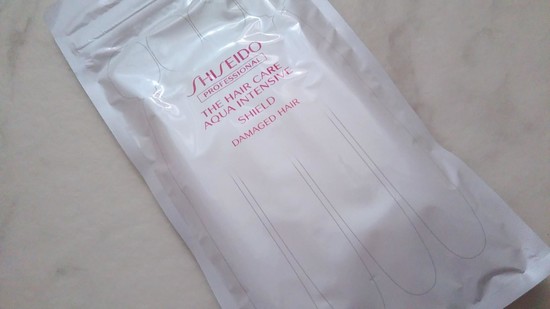 SHISEIDO
PROFESSIONAL
THE HAIR CARE
AQUA INTENSIVE
SHIELD
DAMAGED HAIR